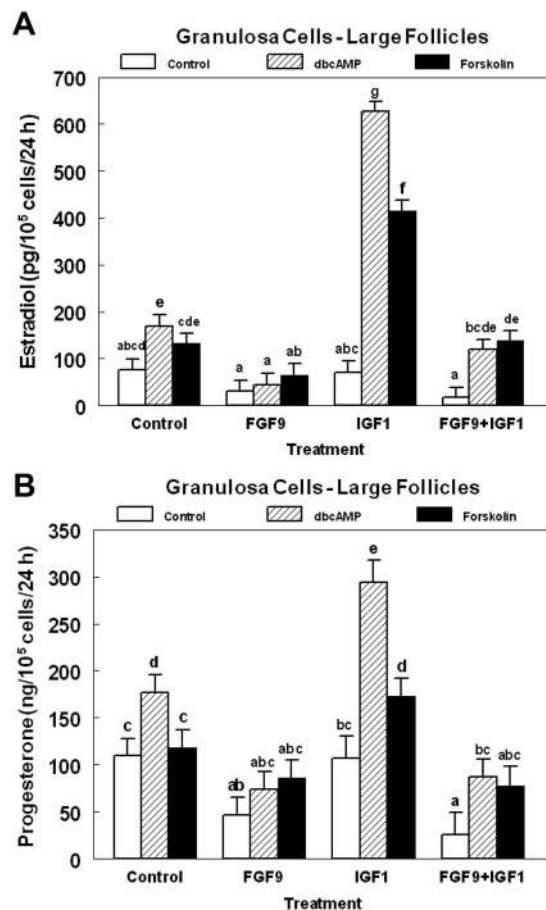 A
Granulosa Cells - Large Follicles
Control dbcAMP Forskolin
700
600
500
400
300
200
100
0
Estradiol (pg/10⁵ cells/24 h)
abcd e cde
a a ab
abc g f
a bcde de
Control FGF9 IGF1 FGF9+IGF1
Treatment
B
Granulosa Cells - Large Follicles
Control dbcAMP Forskolin
350
300
250
200
150
100
50
0
Progesterone (ng/10⁵ cells/24 h)
c d c
ab abc abc
bc e d
a bc abc
Control FGF9 IGF1 FGF9+IGF1
Treatment